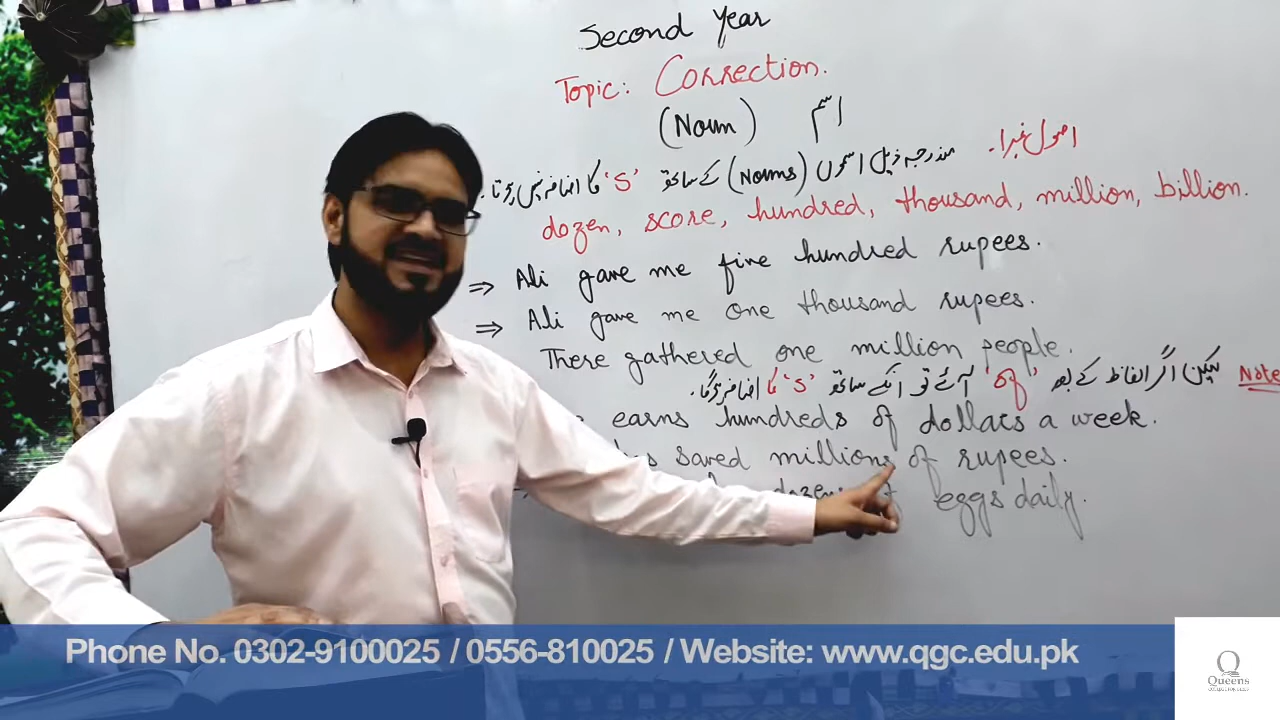 Second Year
Topic: Correction.
(Noun) اسم
اصول نمبر1۔ مندرجہ ذیل اسموں (Nouns) کے ساتھ 'S' کا اضافہ نہیں ہوتا۔
dozen, score, hundred, thousand, million, billion.
⇒ Ali gave me five hundred rupees.
⇒ Ali gave me one thousand rupees.
There gathered one million people.
Note لیکن اگر الفاظ کے بعد 'of' آئے تو انکے ساتھ 'S' کا اضافہ ہوگا۔
earns hundreds of dollars a week.
saved millions of rupees.
eggs daily.
Phone No. 0302-9100025 / 0556-810025 / Website: www.qgc.edu.pk
Queens